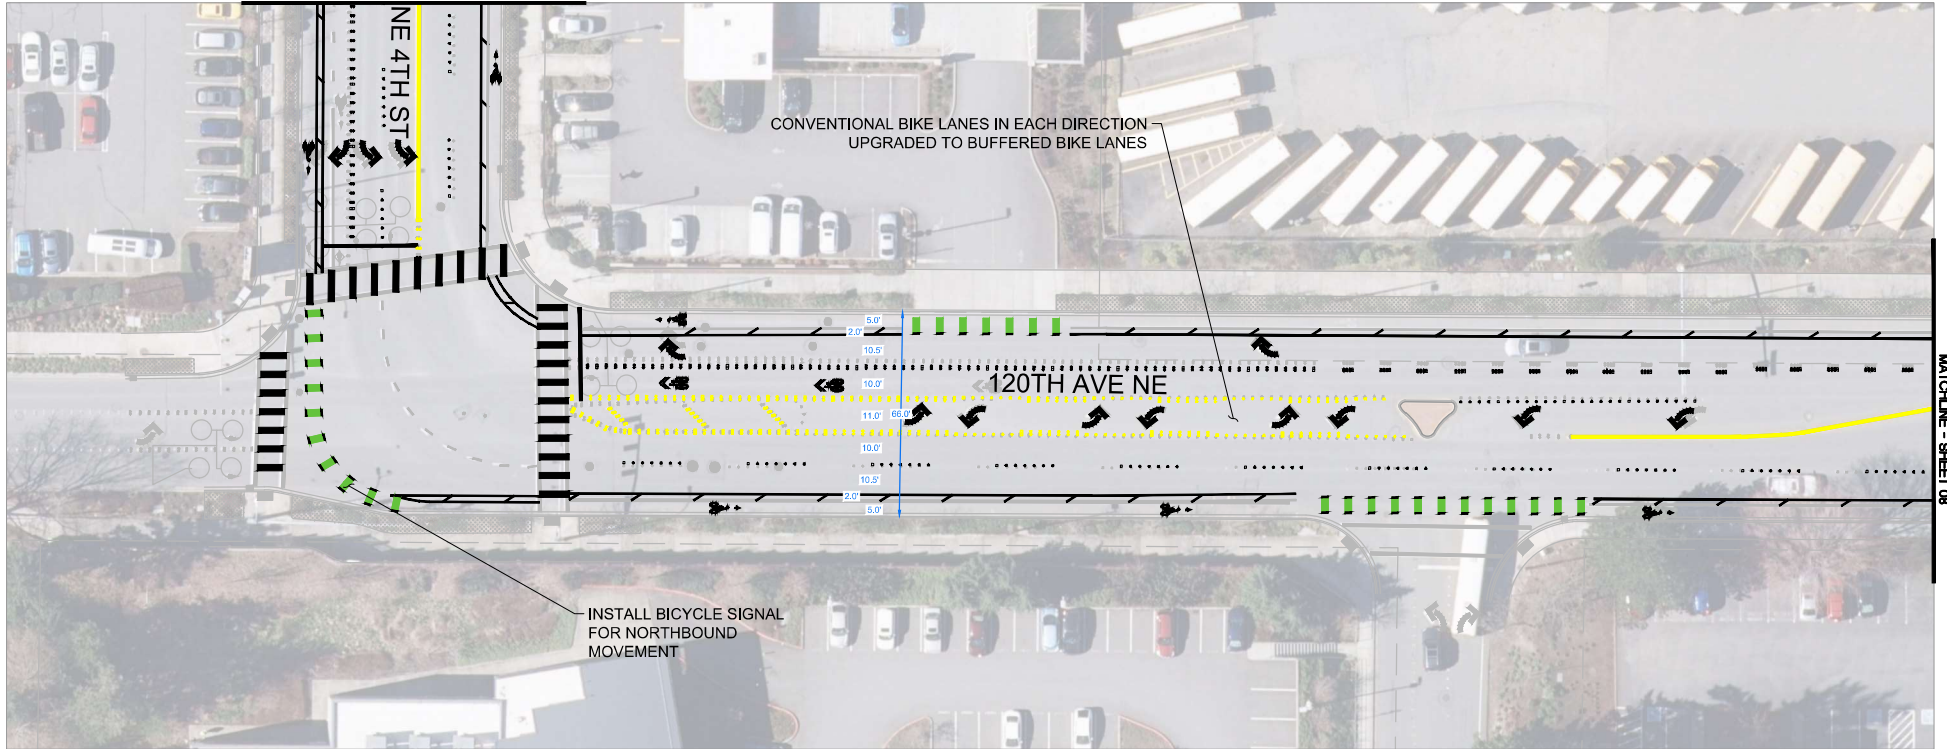 NE 4TH ST
CONVENTIONAL BIKE LANES IN EACH DIRECTION
UPGRADED TO BUFFERED BIKE LANES
5.0'
2.0'
10.5'
120TH AVE NE
10.0'
11.0'
66.0'
10.0'
10.5'
2.0'
5.0'
MATCHLINE - SHEET 08
INSTALL BICYCLE SIGNAL
FOR NORTHBOUND
MOVEMENT